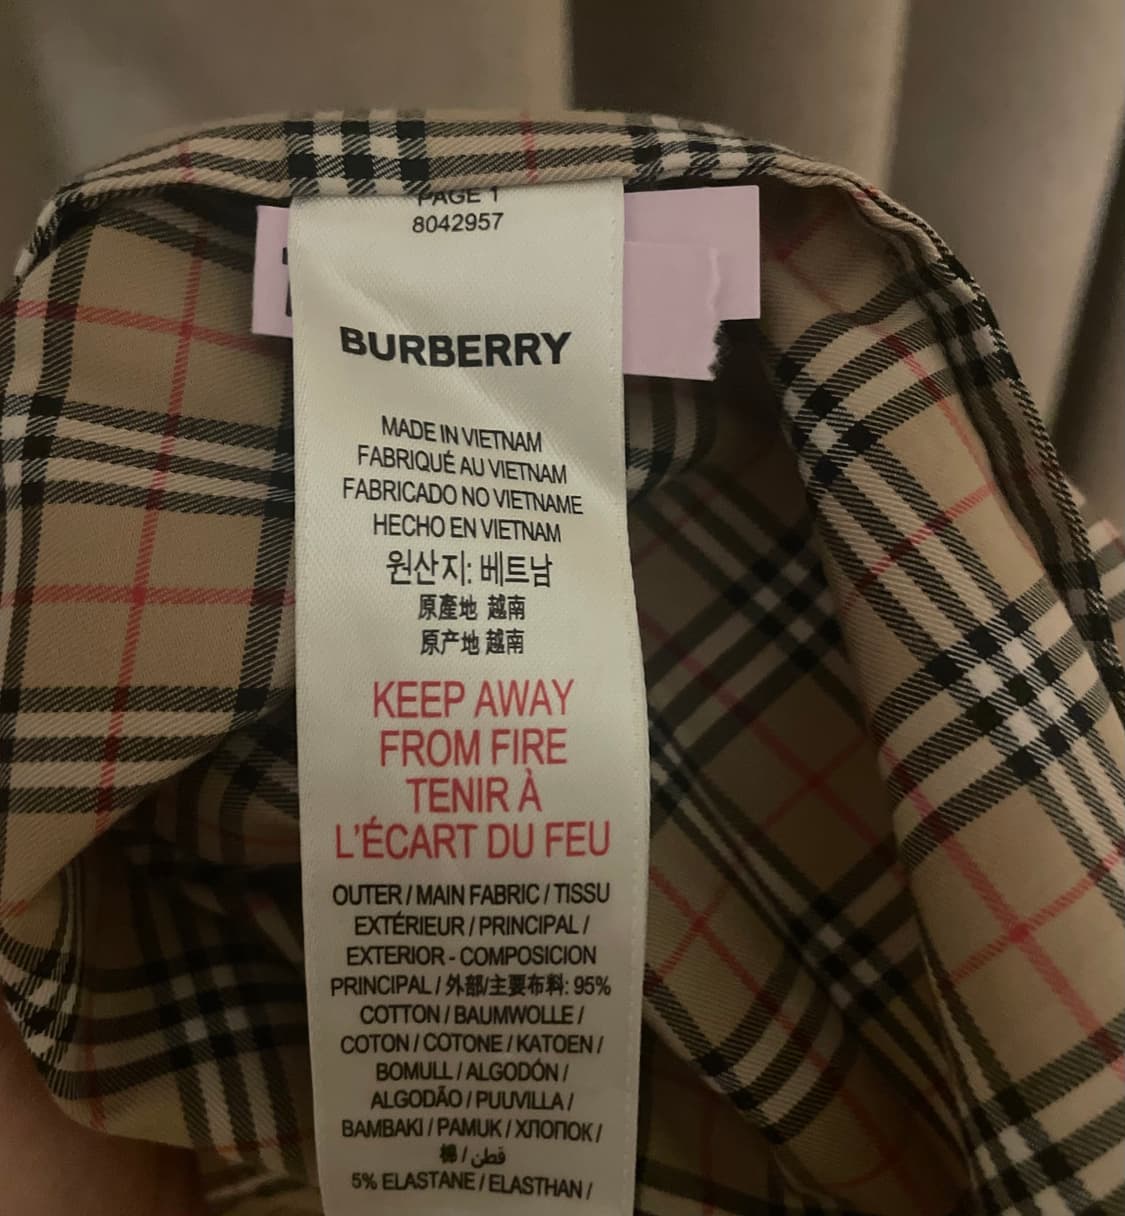 PAGE 1
8042957
BURBERRY
MADE IN VIETNAM
FABRIQUÉ AU VIETNAM
FABRICADO NO VIETNAME
HECHO EN VIETNAM
원산지: 베트남
原產地 越南
原产地 越南
KEEP AWAY
FROM FIRE
TENIR À
L'ÉCART DU FEU
OUTER / MAIN FABRIC / TISSU
EXTÉRIEUR / PRINCIPAL /
EXTERIOR - COMPOSICION
PRINCIPAL / 外部/主要布料: 95%
COTTON / BAUMWOLLE /
COTON / COTONE / KATOEN /
BOMULL / ALGODÓN /
ALGODÃO / PUUVILLA /
BAMBAKI / PAMUK / ХЛОПОК /
棉 / قطن
5% ELASTANE / ELASTHAN /